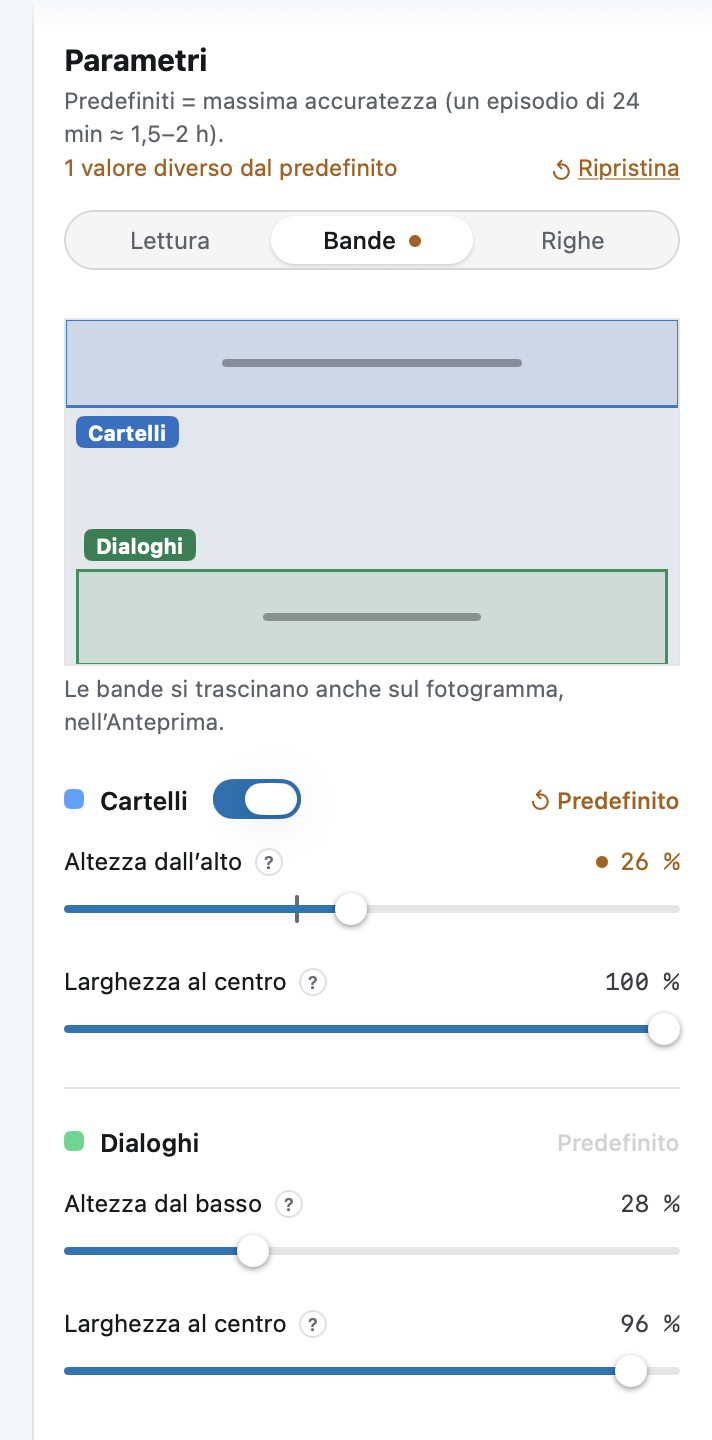 Parametri
Predefiniti = massima accuratezza (un episodio di 24
min ≈ 1,5–2 h).
1 valore diverso dal predefinito
Ripristina
Lettura
Bande
Righe
Cartelli
Dialoghi
Le bande si trascinano anche sul fotogramma,
nell’Anteprima.
Cartelli
Predefinito
Altezza dall’alto ?
26 %
Larghezza al centro ?
100 %
Dialoghi
Predefinito
Altezza dal basso ?
28 %
Larghezza al centro ?
96 %